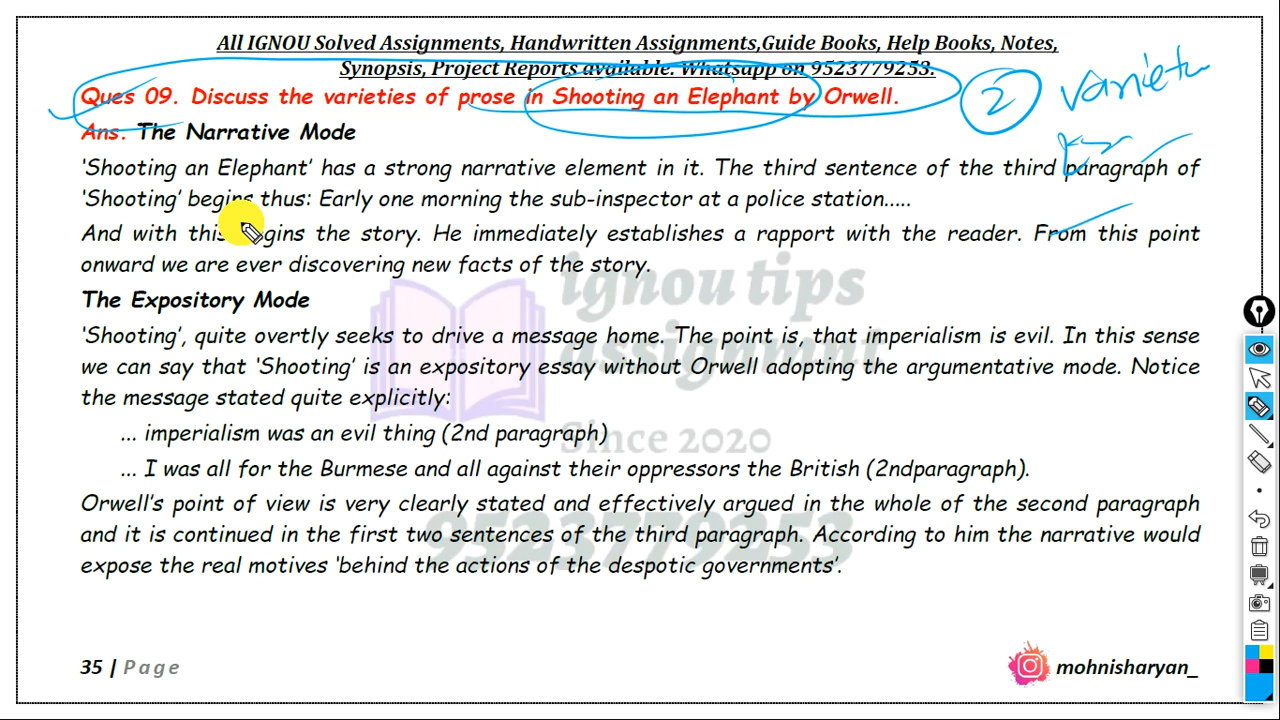 All IGNOU Solved Assignments, Handwritten Assignments,Guide Books, Help Books, Notes,
Synopsis, Project Reports available. Whatsapp on 9523779253.
Ques 09. Discuss the varieties of prose in Shooting an Elephant by Orwell.
2
Ans. The Narrative Mode
'Shooting an Elephant' has a strong narrative element in it. The third sentence of the third paragraph of
'Shooting' begins thus: Early one morning the sub-inspector at a police station.....
And with this begins the story. He immediately establishes a rapport with the reader. From this point
onward we are ever discovering new facts of the story.
The Expository Mode
'Shooting', quite overtly seeks to drive a message home. The point is, that imperialism is evil. In this sense
we can say that 'Shooting' is an expository essay without Orwell adopting the argumentative mode. Notice
the message stated quite explicitly:
... imperialism was an evil thing (2nd paragraph)
... I was all for the Burmese and all against their oppressors the British (2ndparagraph).
Orwell's point of view is very clearly stated and effectively argued in the whole of the second paragraph
and it is continued in the first two sentences of the third paragraph. According to him the narrative would
expose the real motives 'behind the actions of the despotic governments'.
ignou tips
assignmnt
Since 2020
9523779253
35 | Page
mohnisharyan_